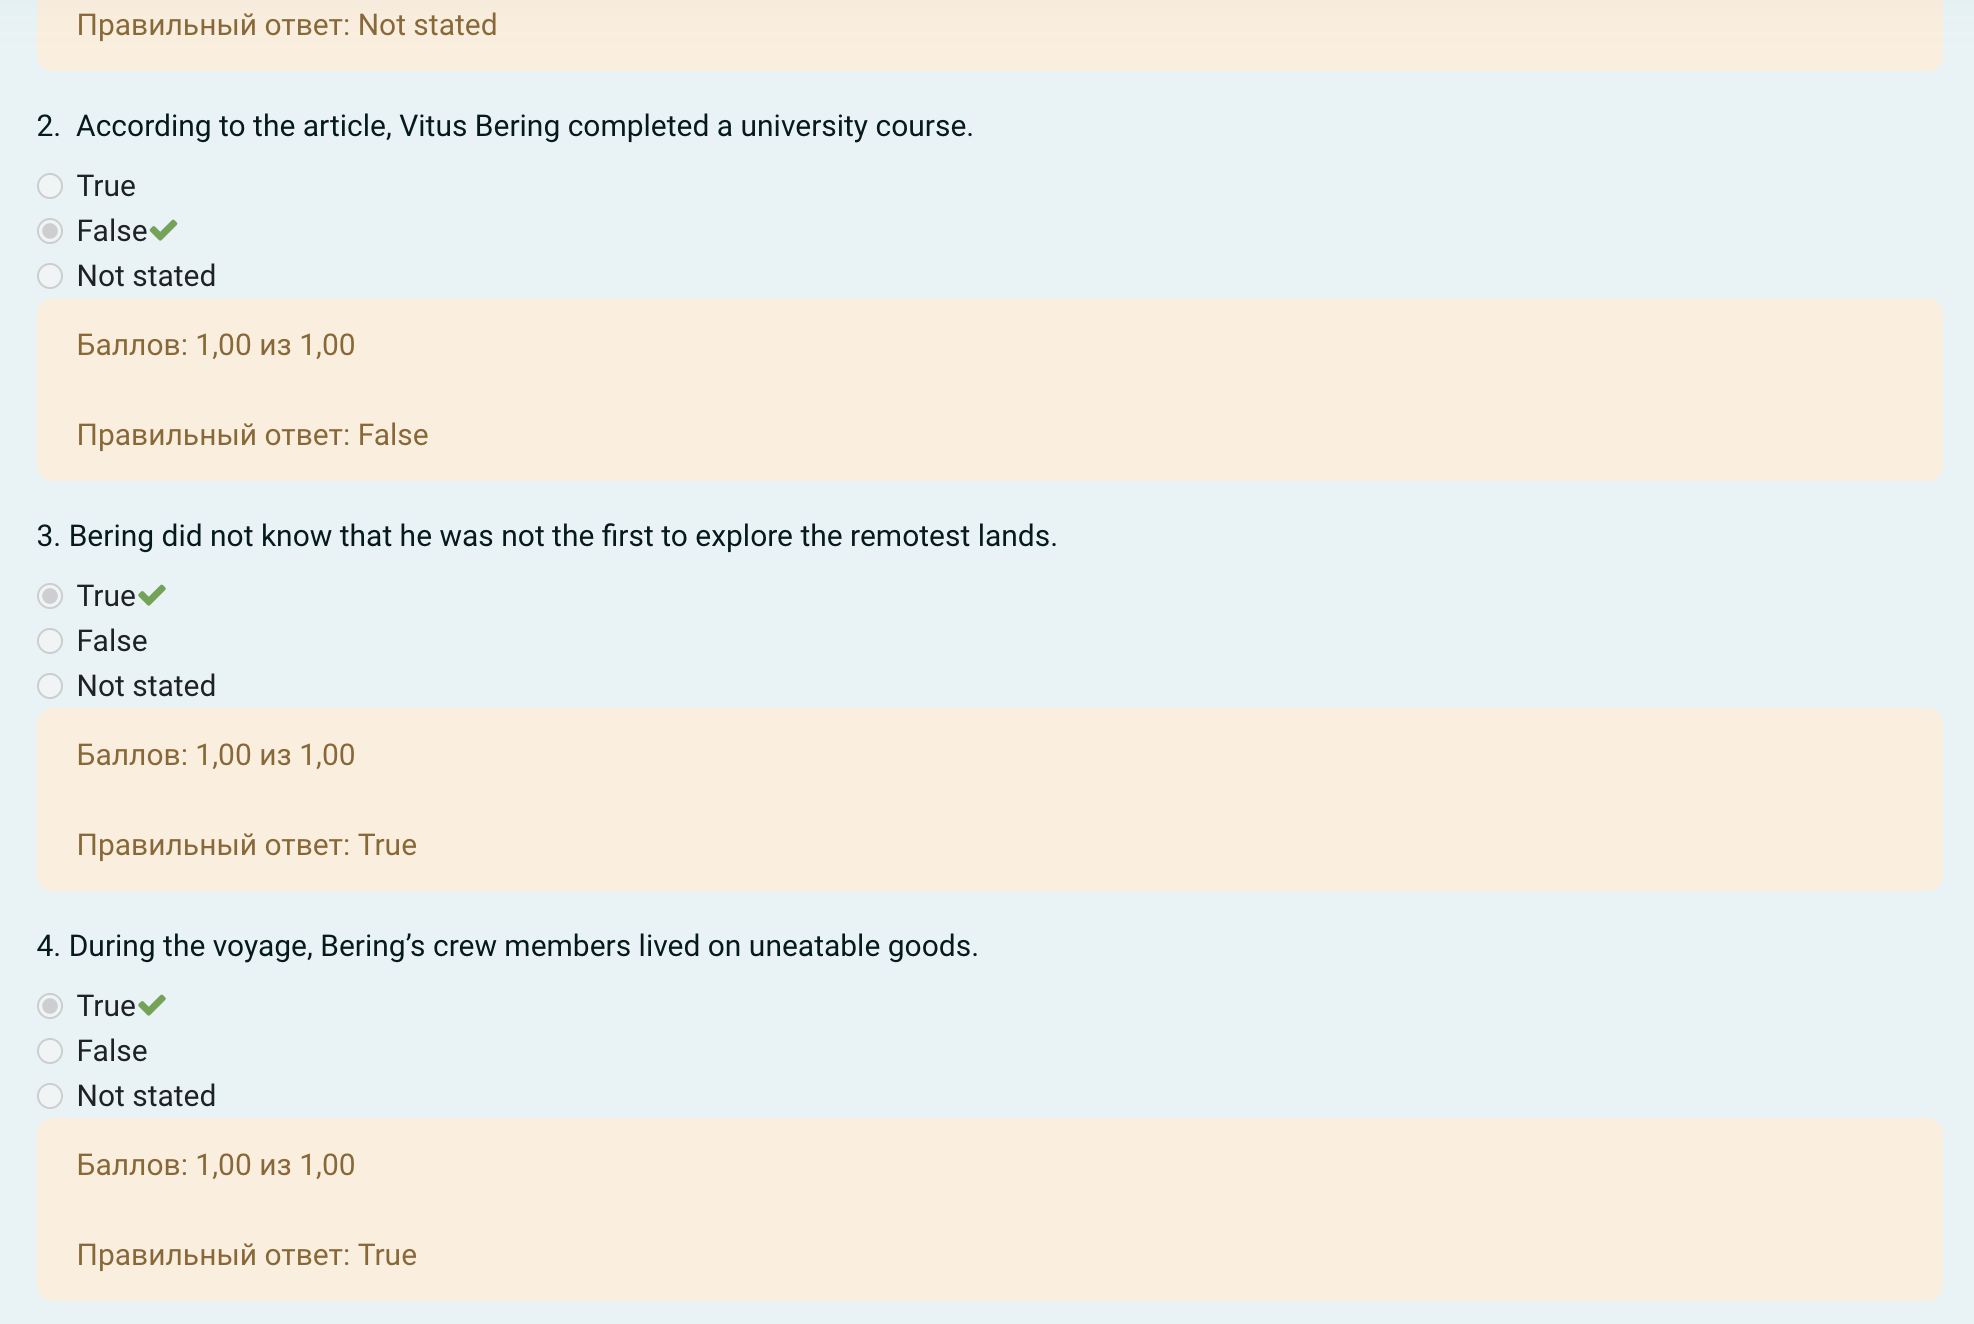 Правильный ответ: Not stated
2. According to the article, Vitus Bering completed a university course.
True
False
Not stated
Баллов: 1,00 из 1,00
Правильный ответ: False
3. Bering did not know that he was not the first to explore the remotest lands.
True
False
Not stated
Баллов: 1,00 из 1,00
Правильный ответ: True
4. During the voyage, Bering’s crew members lived on uneatable goods.
True
False
Not stated
Баллов: 1,00 из 1,00
Правильный ответ: True